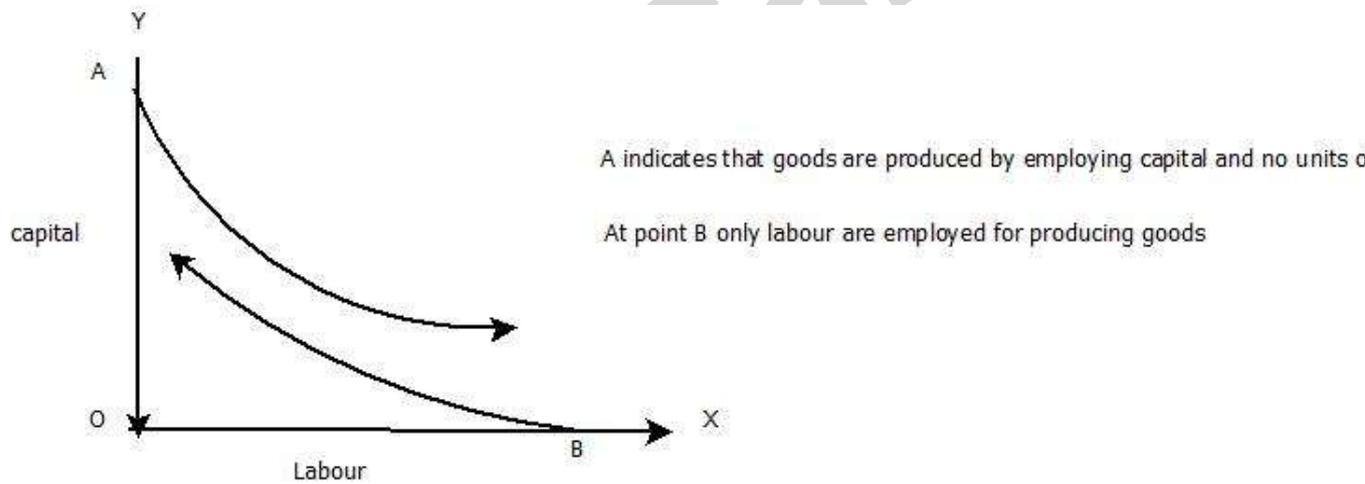 Y
A
A indicates that goods are produced by employing capital and no units
capital
At point B only labour are employed for producing goods
O
X
B
Labour